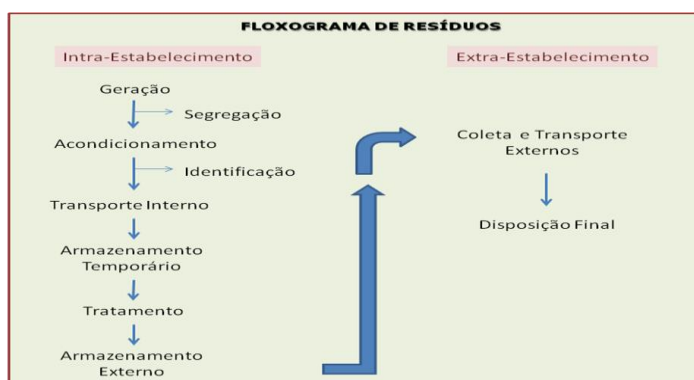 FLOXOGRAMA DE RESÍDUOS
Intra-Estabelecimento
Geração
Segregação
Acondicionamento
Identificação
Transporte Interno
Armazenamento
Temporário
Tratamento
Armazenamento
Externo
Extra-Estabelecimento
Coleta e Transporte
Externos
Disposição Final